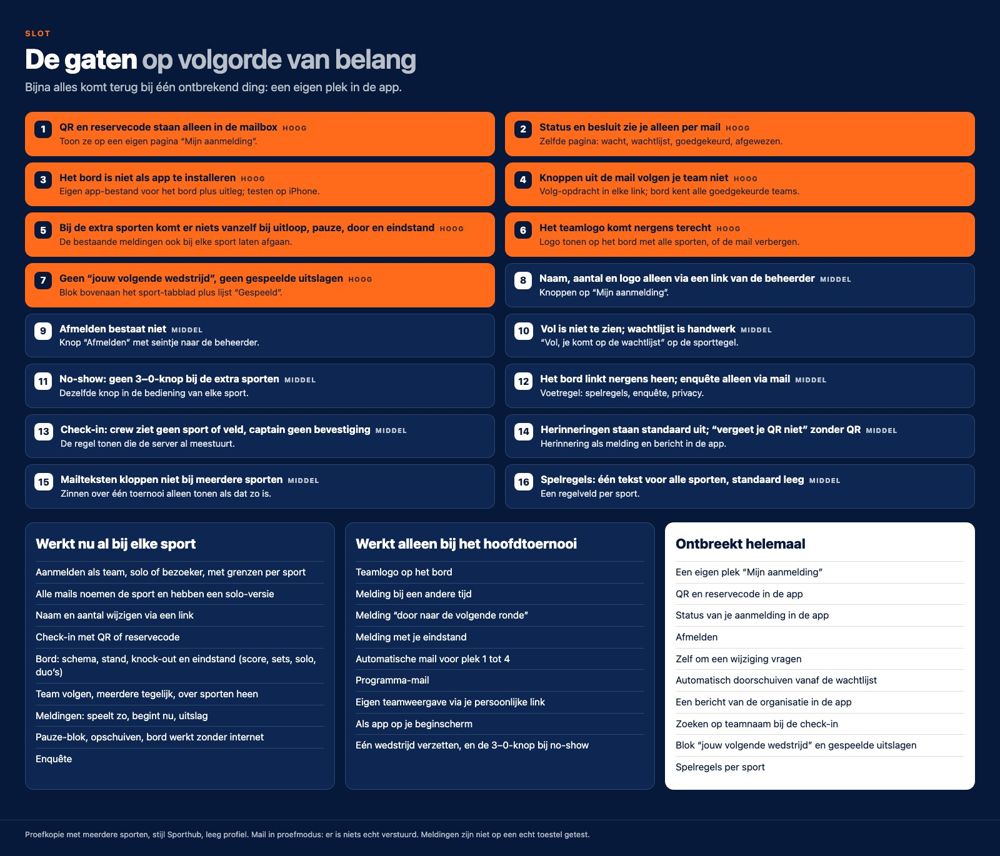 SLOT
De gaten op volgorde van belang
Bijna alles komt terug bij één ontbrekend ding: een eigen plek in de app.
1 QR en reservecode staan alleen in de mailbox HOOG
Toon ze op een eigen pagina “Mijn aanmelding”.
2 Status en besluit zie je alleen per mail HOOG
Zelfde pagina: wacht, wachtlijst, goedgekeurd, afgewezen.
3 Het bord is niet als app te installeren HOOG
Eigen app-bestand voor het bord plus uitleg; testen op iPhone.
4 Knoppen uit de mail volgen je team niet HOOG
Volg-opdracht in elke link; bord kent alle goedgekeurde teams.
5 Bij de extra sporten komt er niets vanzelf bij uitloop, pauze, door en eindstand HOOG
De bestaande meldingen ook bij elke sport laten afgaan.
6 Het teamlogo komt nergens terecht HOOG
Logo tonen op het bord met alle sporten, of de mail verbergen.
7 Geen “jouw volgende wedstrijd”, geen gespeelde uitslagen HOOG
Blok bovenaan het sport-tabblad plus lijst “Gespeeld”.
8 Naam, aantal en logo alleen via een link van de beheerder MIDDEL
Knoppen op “Mijn aanmelding”.
9 Afmelden bestaat niet MIDDEL
Knop “Afmelden” met seintje naar de beheerder.
10 Vol is niet te zien; wachtlijst is handwerk MIDDEL
“Vol, je komt op de wachtlijst” op de sporttegel.
11 No-show: geen 3–0-knop bij de extra sporten MIDDEL
Dezelfde knop in de bediening van elke sport.
12 Het bord linkt nergens heen; enquête alleen via mail MIDDEL
Voetregel: spelregels, enquête, privacy.
13 Check-in: crew ziet geen sport of veld, captain geen bevestiging MIDDEL
De regel tonen die de server al meestuurt.
14 Herinneringen staan standaard uit; “vergeet je QR niet” zonder QR MIDDEL
Herinnering als melding en bericht in de app.
15 Mailteksten kloppen niet bij meerdere sporten MIDDEL
Zinnen over één toernooi alleen tonen als dat zo is.
16 Spelregels: één tekst voor alle sporten, standaard leeg MIDDEL
Een regelveld per sport.
Werkt nu al bij elke sport
Aanmelden als team, solo of bezoeker, met grenzen per sport
Alle mails noemen de sport en hebben een solo-versie
Naam en aantal wijzigen via een link
Check-in met QR of reservecode
Bord: schema, stand, knock-out en eindstand (score, sets, solo,
duo’s)
Team volgen, meerdere tegelijk, over sporten heen
Meldingen: speelt zo, begint nu, uitslag
Pauze-blok, opschuiven, bord werkt zonder internet
Enquête
Werkt alleen bij het hoofdtoernooi
Teamlogo op het bord
Melding bij een andere tijd
Melding “door naar de volgende ronde”
Melding met je eindstand
Automatische mail voor plek 1 tot 4
Programma-mail
Eigen teamweergave via je persoonlijke link
Als app op je beginscherm
Eén wedstrijd verzetten, en de 3–0-knop bij no-show
Ontbreekt helemaal
Een eigen plek “Mijn aanmelding”
QR en reservecode in de app
Status van je aanmelding in de app
Afmelden
Zelf om een wijziging vragen
Automatisch doorschuiven vanaf de wachtlijst
Een bericht van de organisatie in de app
Zoeken op teamnaam bij de check-in
Blok “jouw volgende wedstrijd” en gespeelde uitslagen
Spelregels per sport
Proefkopie met meerdere sporten, stijl Sporthub, leeg profiel. Mail in proefmodus: er is niets echt verstuurd. Meldingen zijn niet op een echt toestel getest.